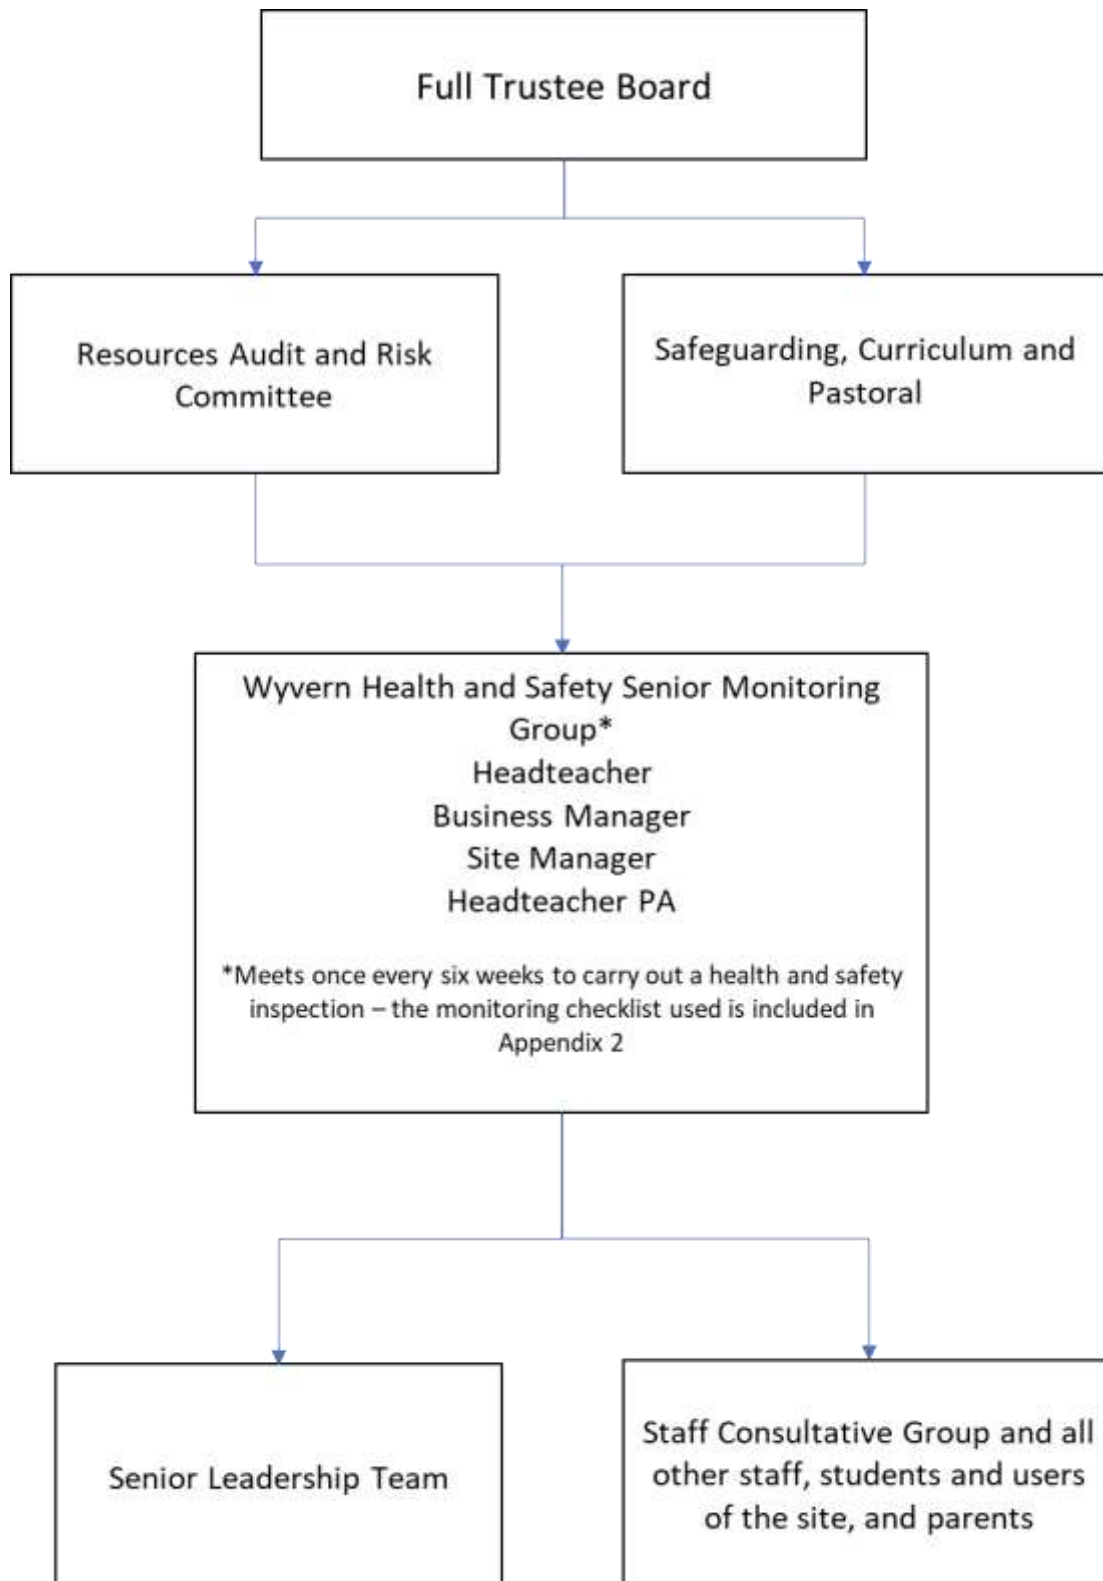 Full Trustee Board
Resources Audit and Risk
Committee
Safeguarding, Curriculum and
Pastoral
Wyvern Health and Safety Senior Monitoring
Group*
Headteacher
Business Manager
Site Manager
Headteacher PA
*Meets once every six weeks to carry out a health and safety
inspection – the monitoring checklist used is included in
Appendix 2
Senior Leadership Team
Staff Consultative Group and all
other staff, students and users
of the site, and parents